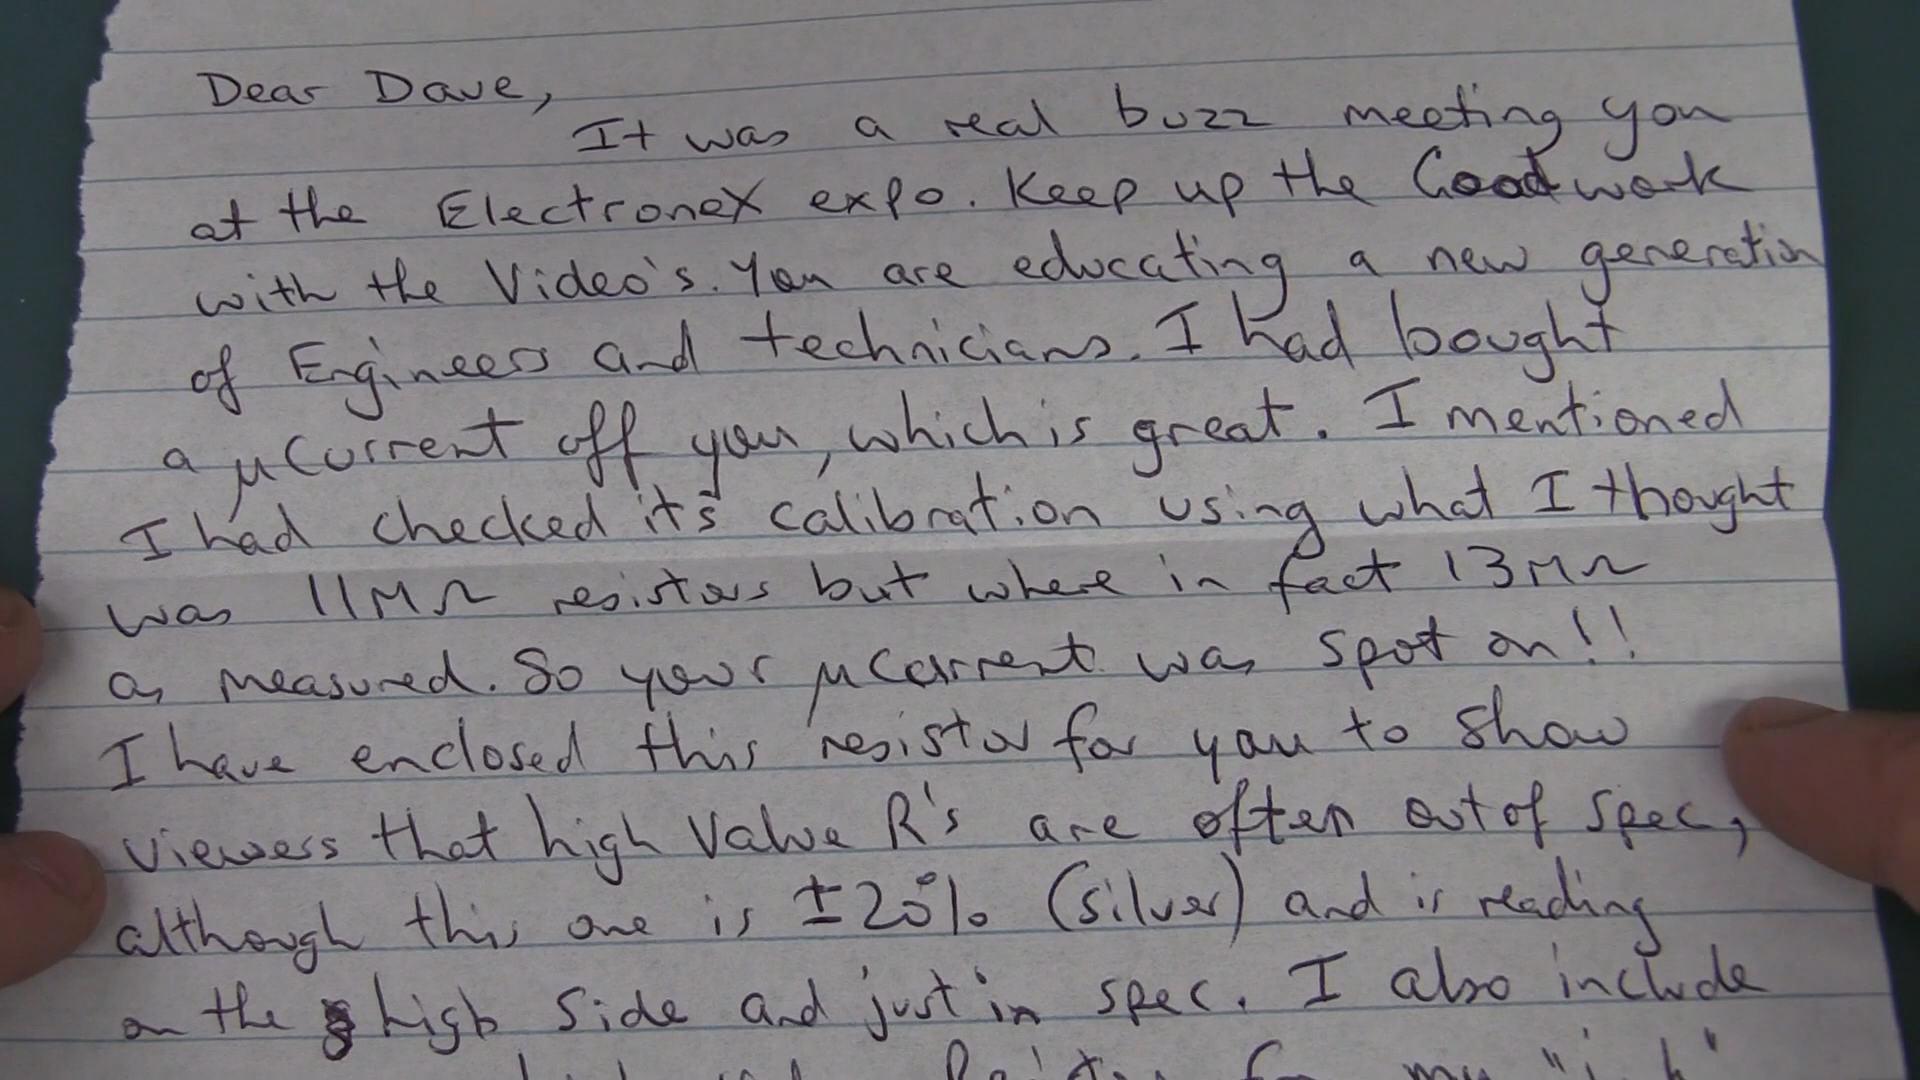 Dear Dave,
It was a real buzz meeting you
at the ElectroneX expo. Keep up the Good work
with the Video's. You are educating a new generation
of Engineers and technicians. I had bought
a μCurrent off you, which is great. I mentioned
I had checked it's calibration using what I thought
was 11MΩ resistors but where in fact 13MΩ
as measured. So your μCurrent was spot on!!
I have enclosed this resistor for you to show
viewers that high Value R's are often out of spec,
although this one is ±20% (silver) and is reading
on the high side and just in spec. I also include
for my